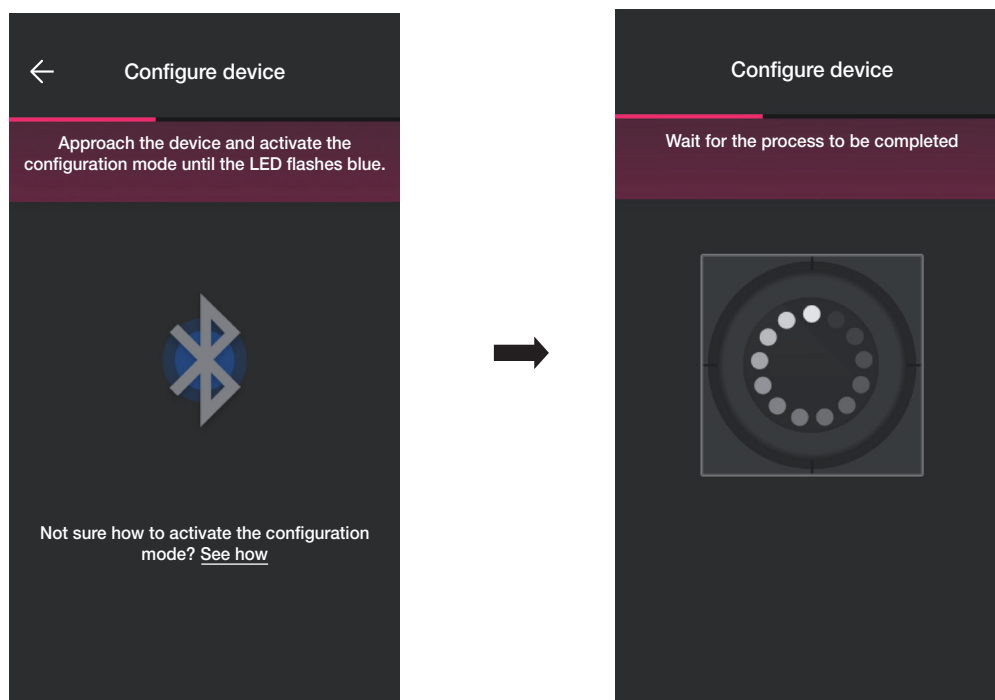 Configure device
Approach the device and activate the
configuration mode until the LED flashes blue.
Not sure how to activate the configuration
mode? See how
Configure device
Wait for the process to be completed